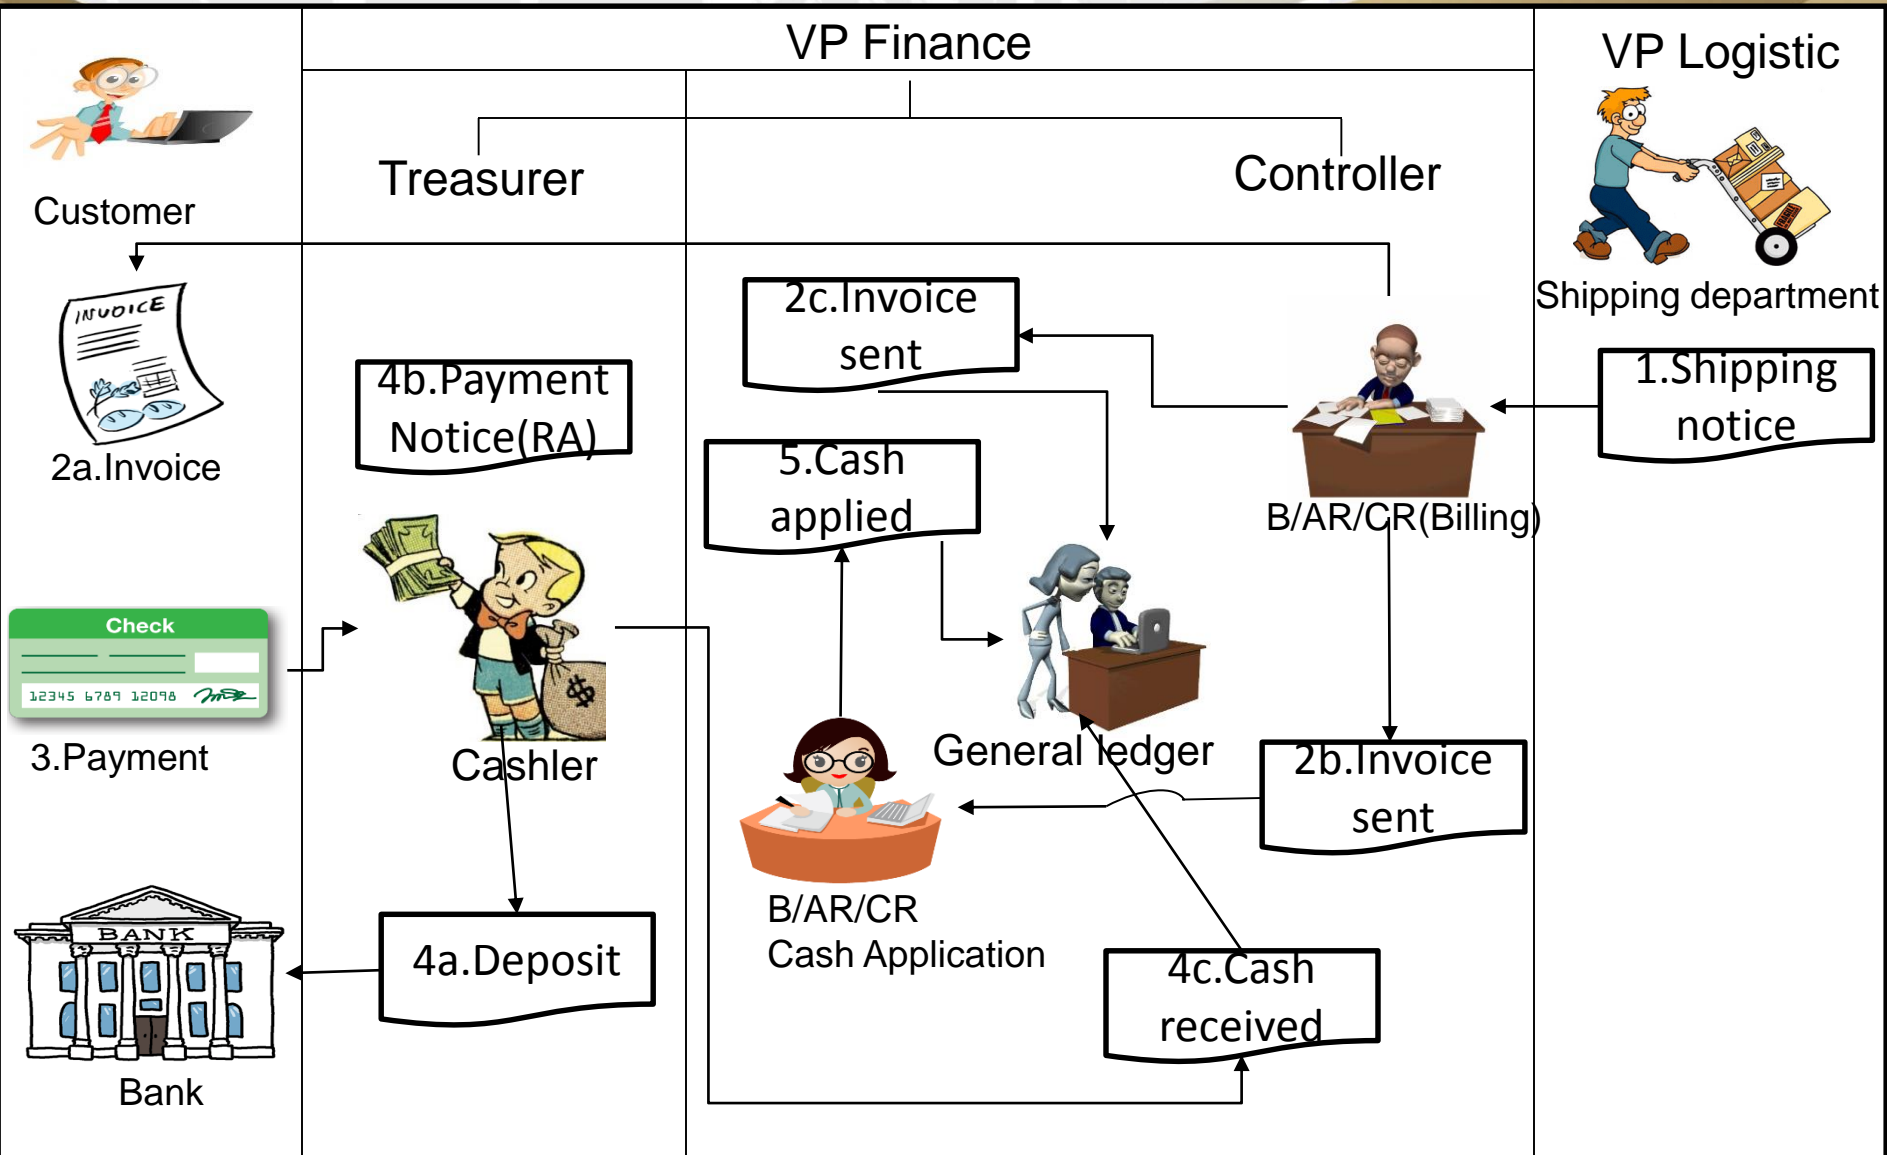 VP Finance
VP Logistic
Treasurer
Controller
Customer
Shipping department
INVOICE
2a.Invoice
4b.Payment
Notice(RA)
2c.Invoice
sent
1.Shipping
notice
5.Cash
applied
B/AR/CR(Billing)
Check
12345 6789 12098
3.Payment
$
Cashler
General ledger
2b.Invoice
sent
B/AR/CR
Cash Application
BANK
Bank
4a.Deposit
4c.Cash
received